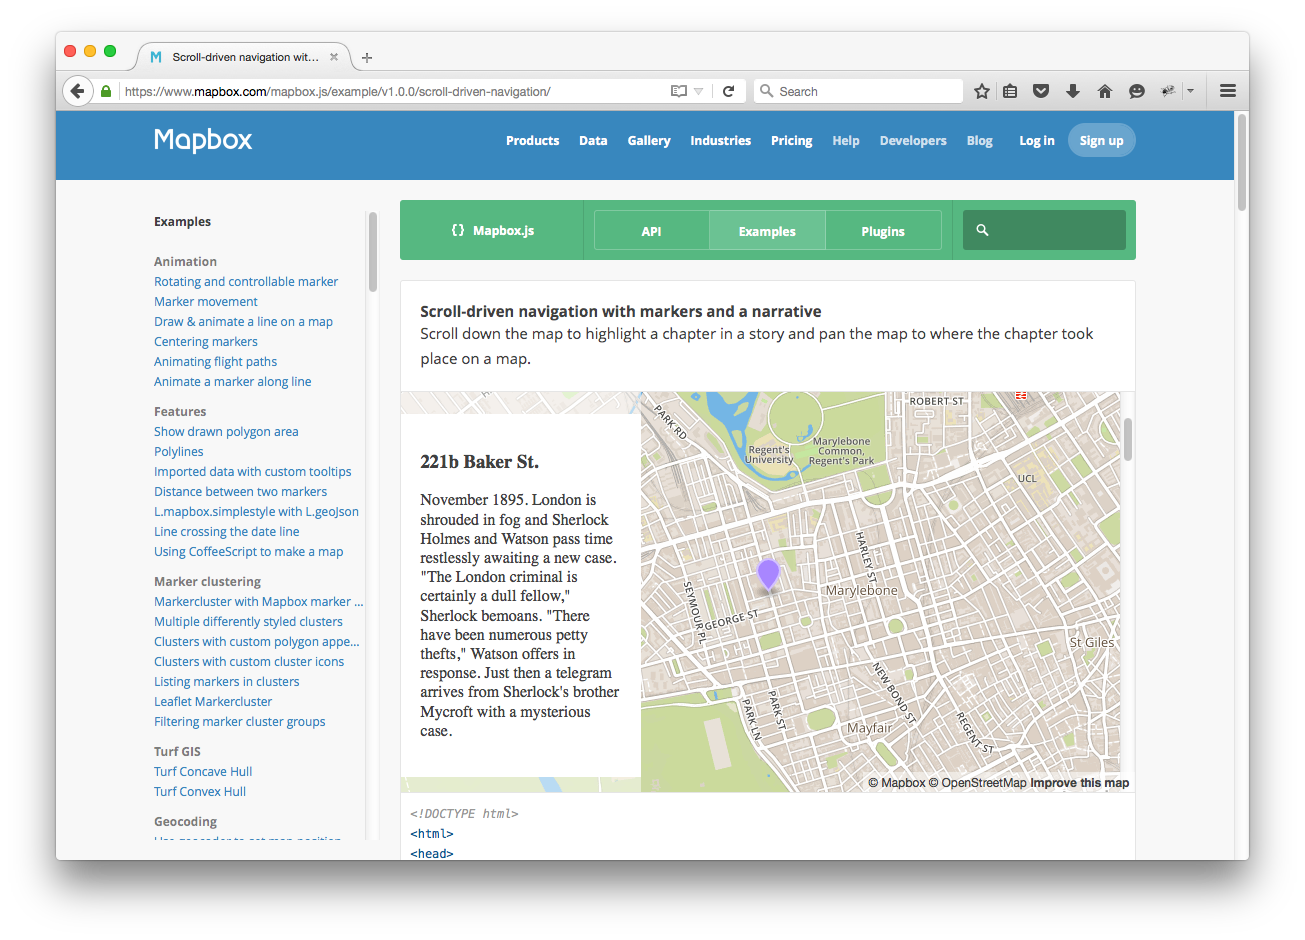 Scroll-driven navigation wit...
https://www.mapbox.com/mapbox.js/example/v1.0.0/scroll-driven-navigation/
Search
Mapbox
Products Data Gallery Industries Pricing Help Developers Blog Log in Sign up
Examples
Animation
Rotating and controllable marker
Marker movement
Draw & animate a line on a map
Centering markers
Animating flight paths
Animate a marker along line
Features
Show drawn polygon area
Polylines
Imported data with custom tooltips
Distance between two markers
L.mapbox.simplestyle with L.geoJson
Line crossing the date line
Using CoffeeScript to make a map
Marker clustering
Markercluster with Mapbox marker ...
Multiple differently styled clusters
Clusters with custom polygon appe...
Clusters with custom cluster icons
Listing markers in clusters
Leaflet Markercluster
Filtering marker cluster groups
Turf GIS
Turf Concave Hull
Turf Convex Hull
Geocoding
Use geocoder to set map position
{} Mapbox.js
API
Examples
Plugins
Scroll-driven navigation with markers and a narrative
Scroll down the map to highlight a chapter in a story and pan the map to where the chapter took
place on a map.
221b Baker St.
November 1895. London is
shrouded in fog and Sherlock
Holmes and Watson pass time
restlessly awaiting a new case.
"The London criminal is
certainly a dull fellow,"
Sherlock bemoans. "There
have been numerous petty
thefts," Watson offers in
response. Just then a telegram
arrives from Sherlock's brother
Mycroft with a mysterious
case.
PARK RD
ROBERT ST
Regent's
University
Marylebone
Common,
Regent's Park
UCL
HARLEY ST
SEYMOUR PL
GEORGE ST
Marylebone
St Giles
NEW BOND ST
PARK LN
PARK ST
Mayfair
REGENT ST
© Mapbox © OpenStreetMap Improve this map
<!DOCTYPE html>
<html>
<head>